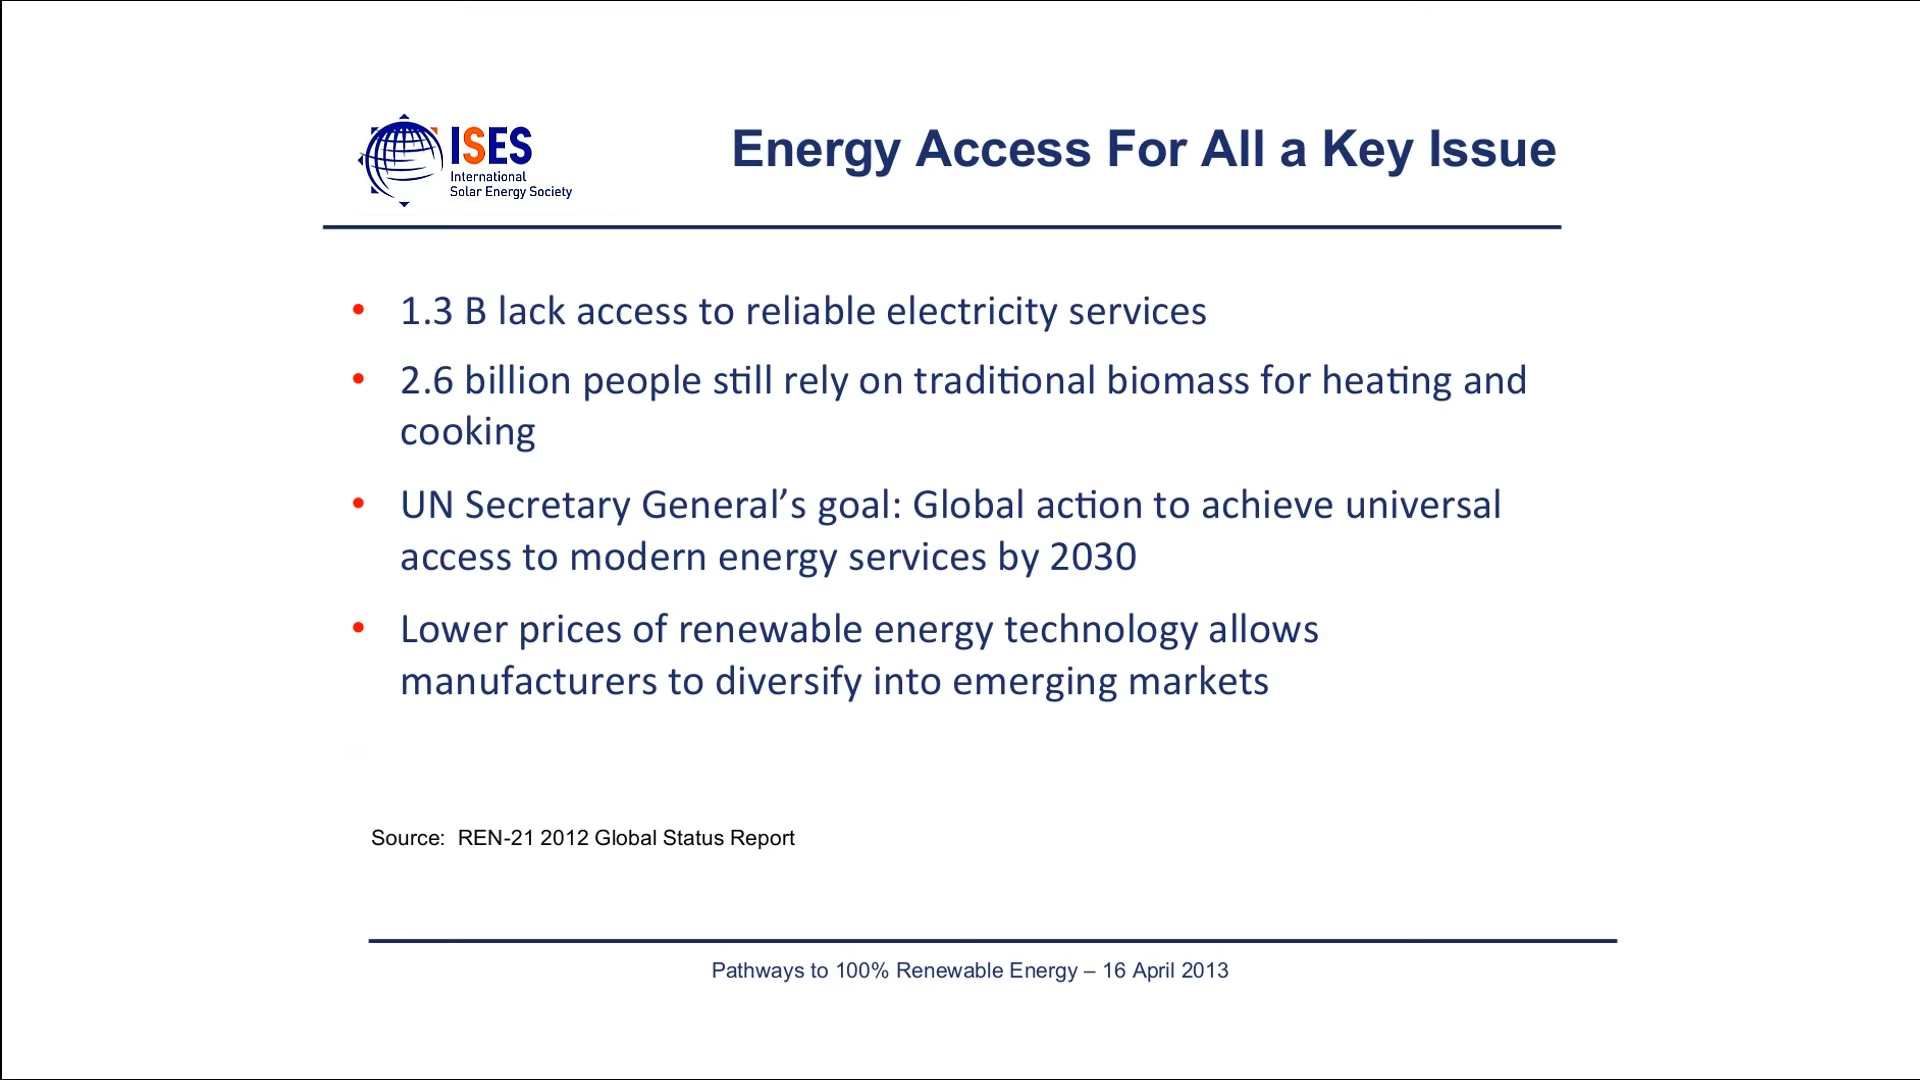 ISES
International
Solar Energy Society
Energy Access For All a Key Issue
• 1.3 B lack access to reliable electricity services
• 2.6 billion people still rely on traditional biomass for heating and
cooking
• UN Secretary General’s goal: Global action to achieve universal
access to modern energy services by 2030
• Lower prices of renewable energy technology allows
manufacturers to diversify into emerging markets
Source: REN-21 2012 Global Status Report
Pathways to 100% Renewable Energy – 16 April 2013